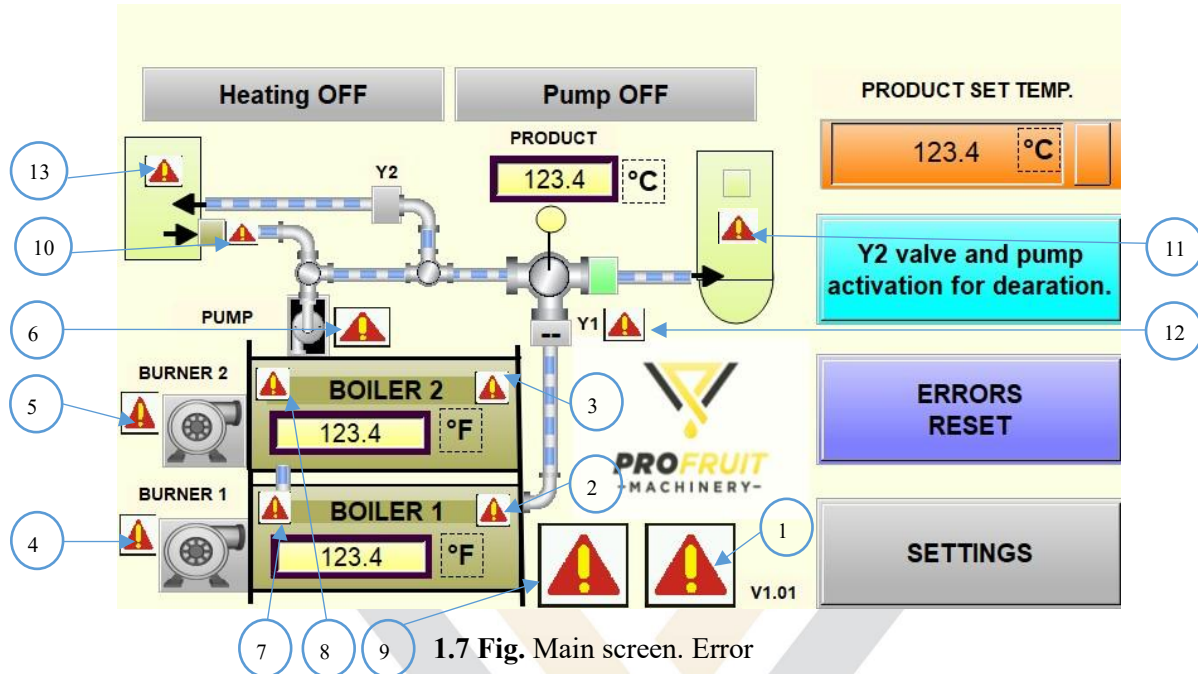 Heating OFF
Pump OFF
PRODUCT SET TEMP.
123.4 °C
PRODUCT
123.4 °C
13
Y2
10
11
Y2 valve and pump
activation for dearation.
6
PUMP
Y1
--
12
BURNER 2
5
BOILER 2
123.4 °F
3
ERRORS
RESET
PROFRUIT
-MACHINERY-
BURNER 1
4
BOILER 1
123.4 °F
2
1
SETTINGS
V1.01
7
8
9
1.7 Fig. Main screen. Error